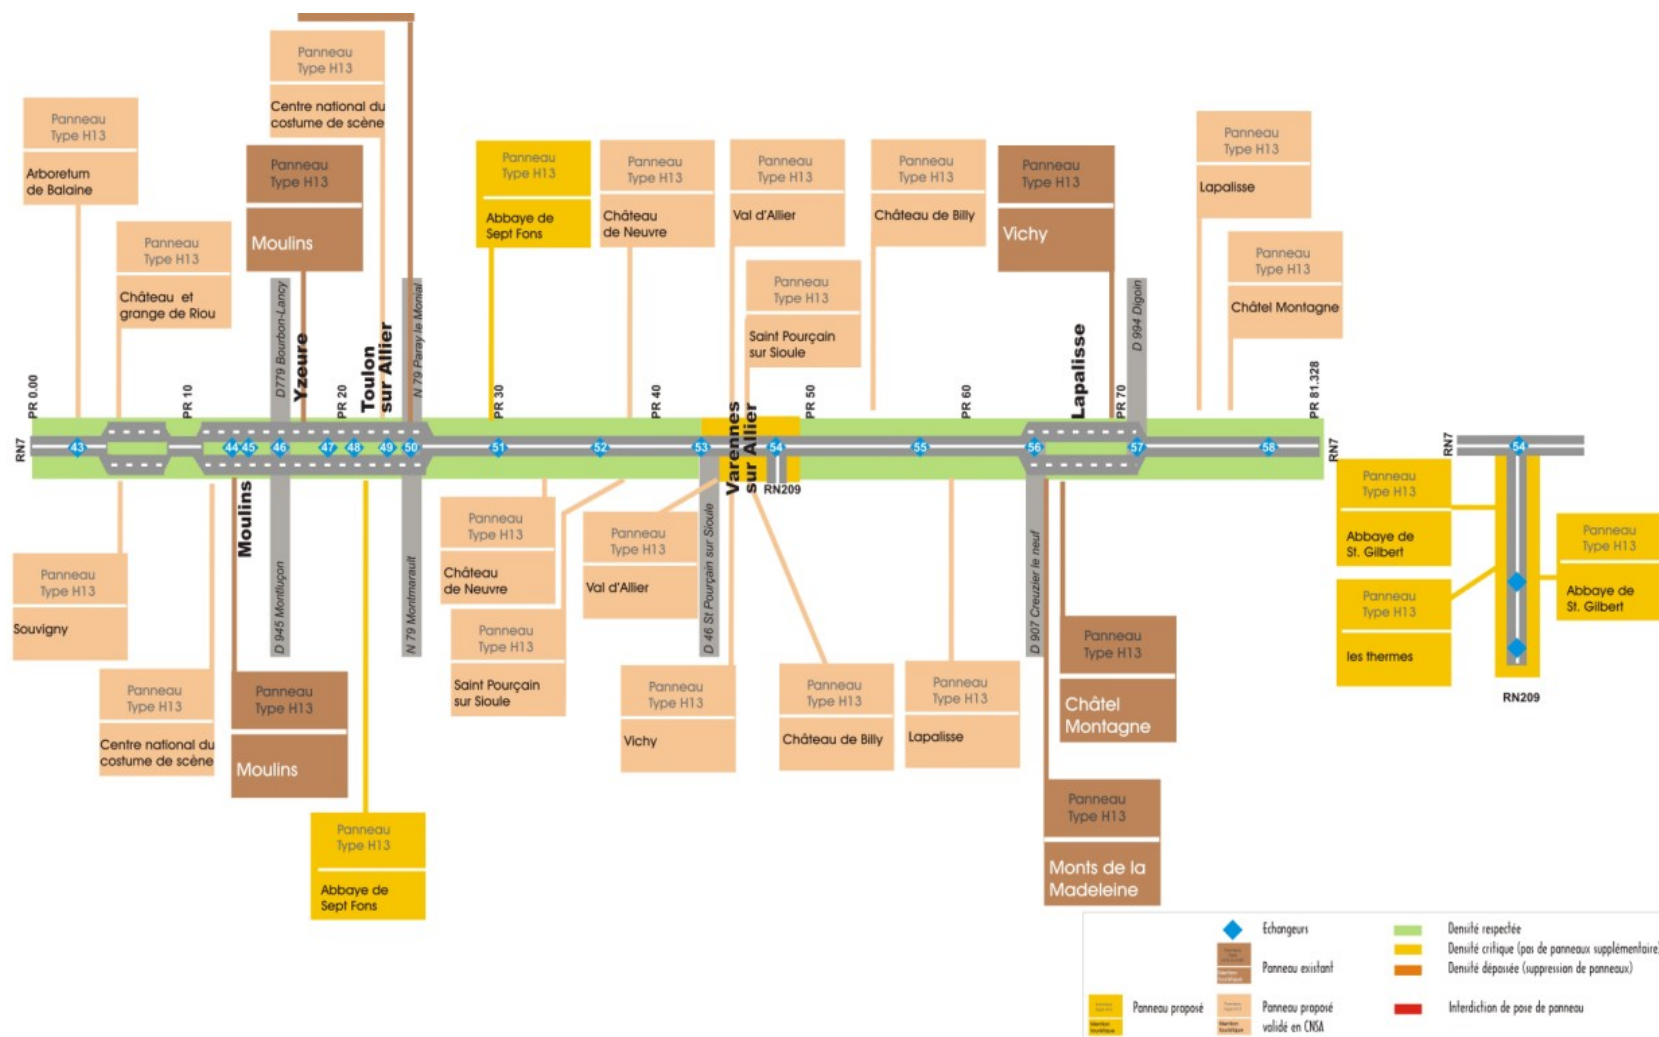 Panneau
Type H13
Centre national du
costume de scène
Panneau
Type H13
Arboretum
de Balaine
Panneau
Type H13
Château et
grange de Riou
Panneau
Type H13
Moulins
Panneau
Type H13
Abbaye de
Sept Fons
Panneau
Type H13
Château
de Neuvre
Panneau
Type H13
Val d'Allier
Panneau
Type H13
Saint Pourçain
sur Sioule
Panneau
Type H13
Château de Billy
Panneau
Type H13
Vichy
Panneau
Type H13
Lapalisse
Panneau
Type H13
Châtel Montagne
D779 Bourbon-Lancy
Yzeure
Toulon
sur Allier
N 79 Paray le Monial
Lapalisse
D 994 Digoin
PR 0.00
PR 10
PR 20
PR 30
PR 40
PR 50
PR 60
PR 70
PR 81.328
RN7
43
44
45
46
47
48
49
50
51
52
53
54
55
56
57
58
RN7
Varennes
sur Allier
RN209
Moulins
D 945 Montluçon
N 79 Montmarault
D 46 St Pourçain sur Sioule
D 907 Creuzier le neuf
Panneau
Type H13
Souvigny
Panneau
Type H13
Centre national du
costume de scène
Panneau
Type H13
Moulins
Panneau
Type H13
Abbaye de
Sept Fons
Panneau
Type H13
Château
de Neuvre
Panneau
Type H13
Saint Pourçain
sur Sioule
Panneau
Type H13
Val d'Allier
Panneau
Type H13
Vichy
Panneau
Type H13
Château de Billy
Panneau
Type H13
Lapalisse
Panneau
Type H13
Châtel
Montagne
Panneau
Type H13
Monts de la
Madeleine
RN7
54
Panneau
Type H13
Abbaye de
St. Gilbert
Panneau
Type H13
les thermes
Panneau
Type H13
Abbaye de
St. Gilbert
RN209
Echangeurs
Panneau existant
Panneau proposé
Panneau proposé
validé en CNSA
Densité respectée
Densité critique (pas de panneaux supplémentaire)
Densité dépassée (suppression de panneaux)
Interdiction de pose de panneau